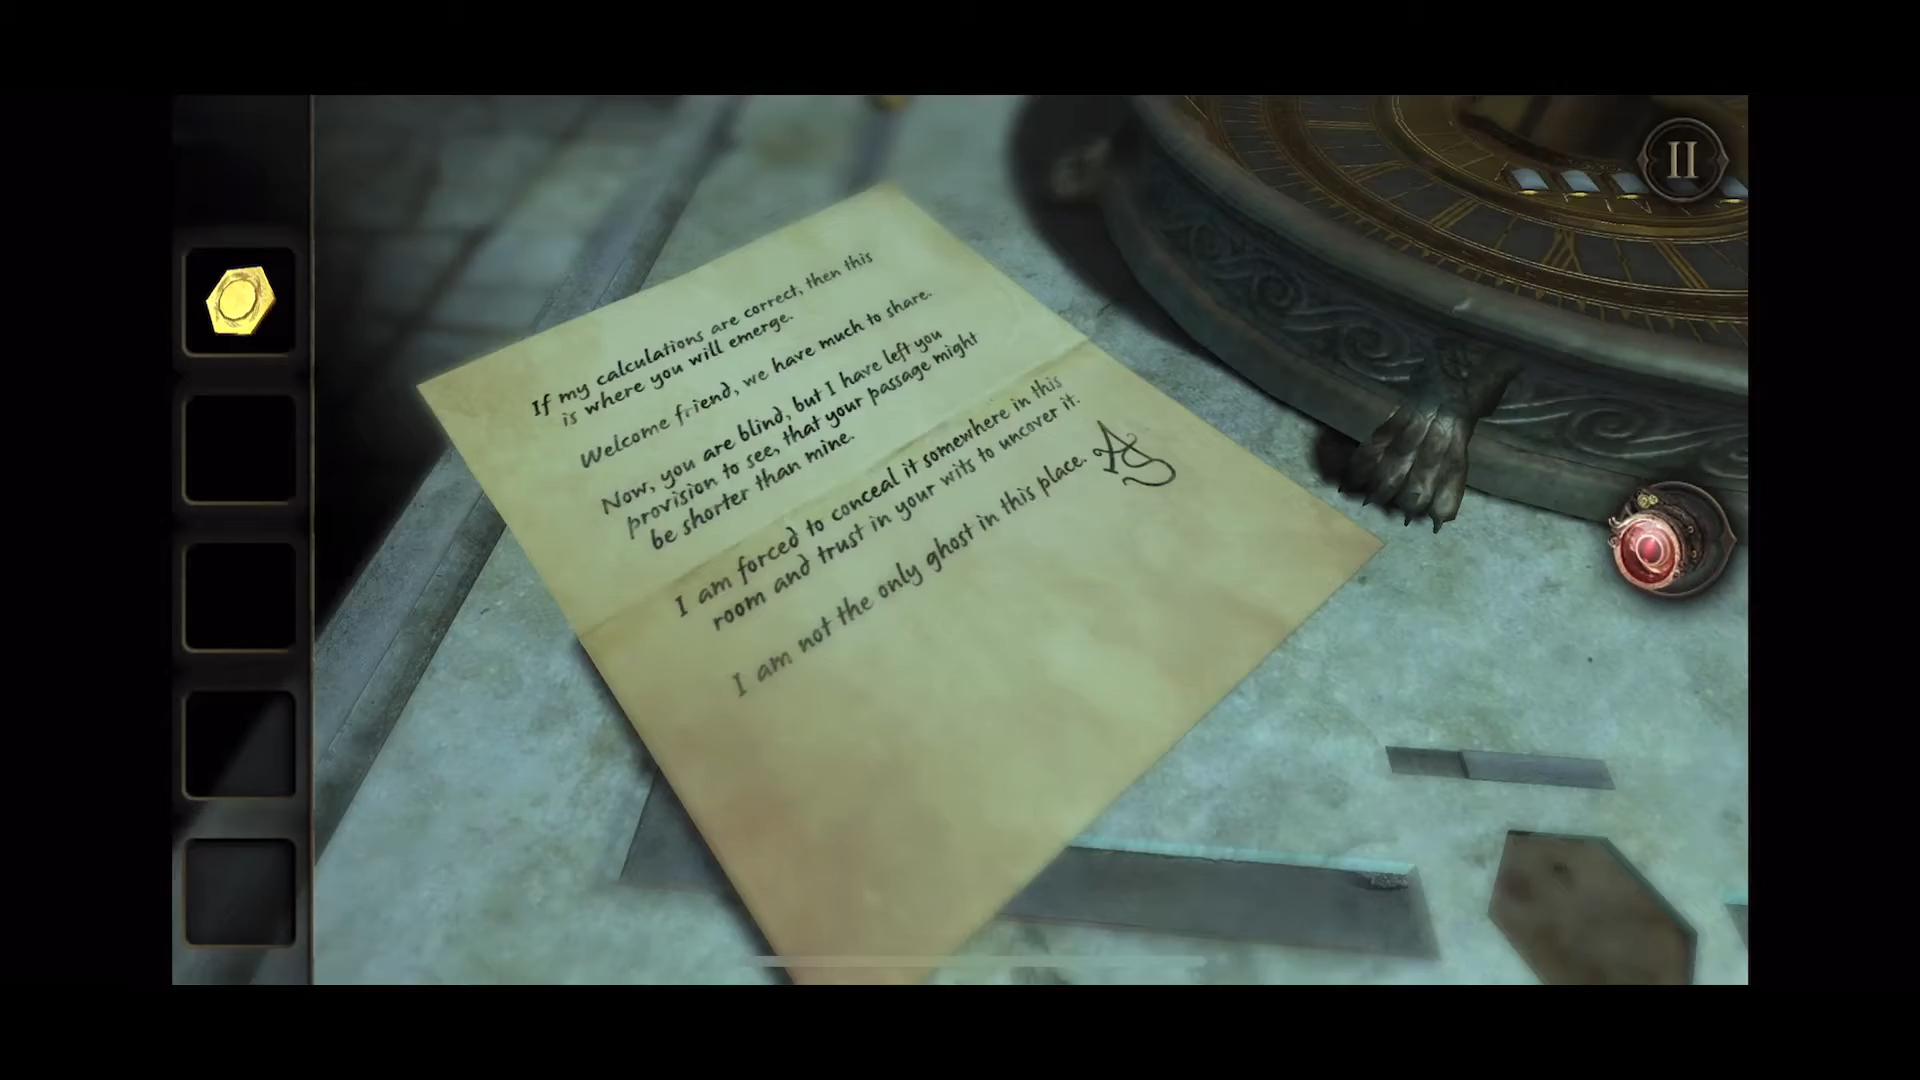 If my calculations are correct, then this
is where you will emerge.
Welcome friend, we have much to share.
Now, you are blind, but I have left you
provision to see, that your passage might
be shorter than mine.
I am forced to conceal it somewhere in this
room and trust in your wits to uncover it.
I am not the only ghost in this place.
AS